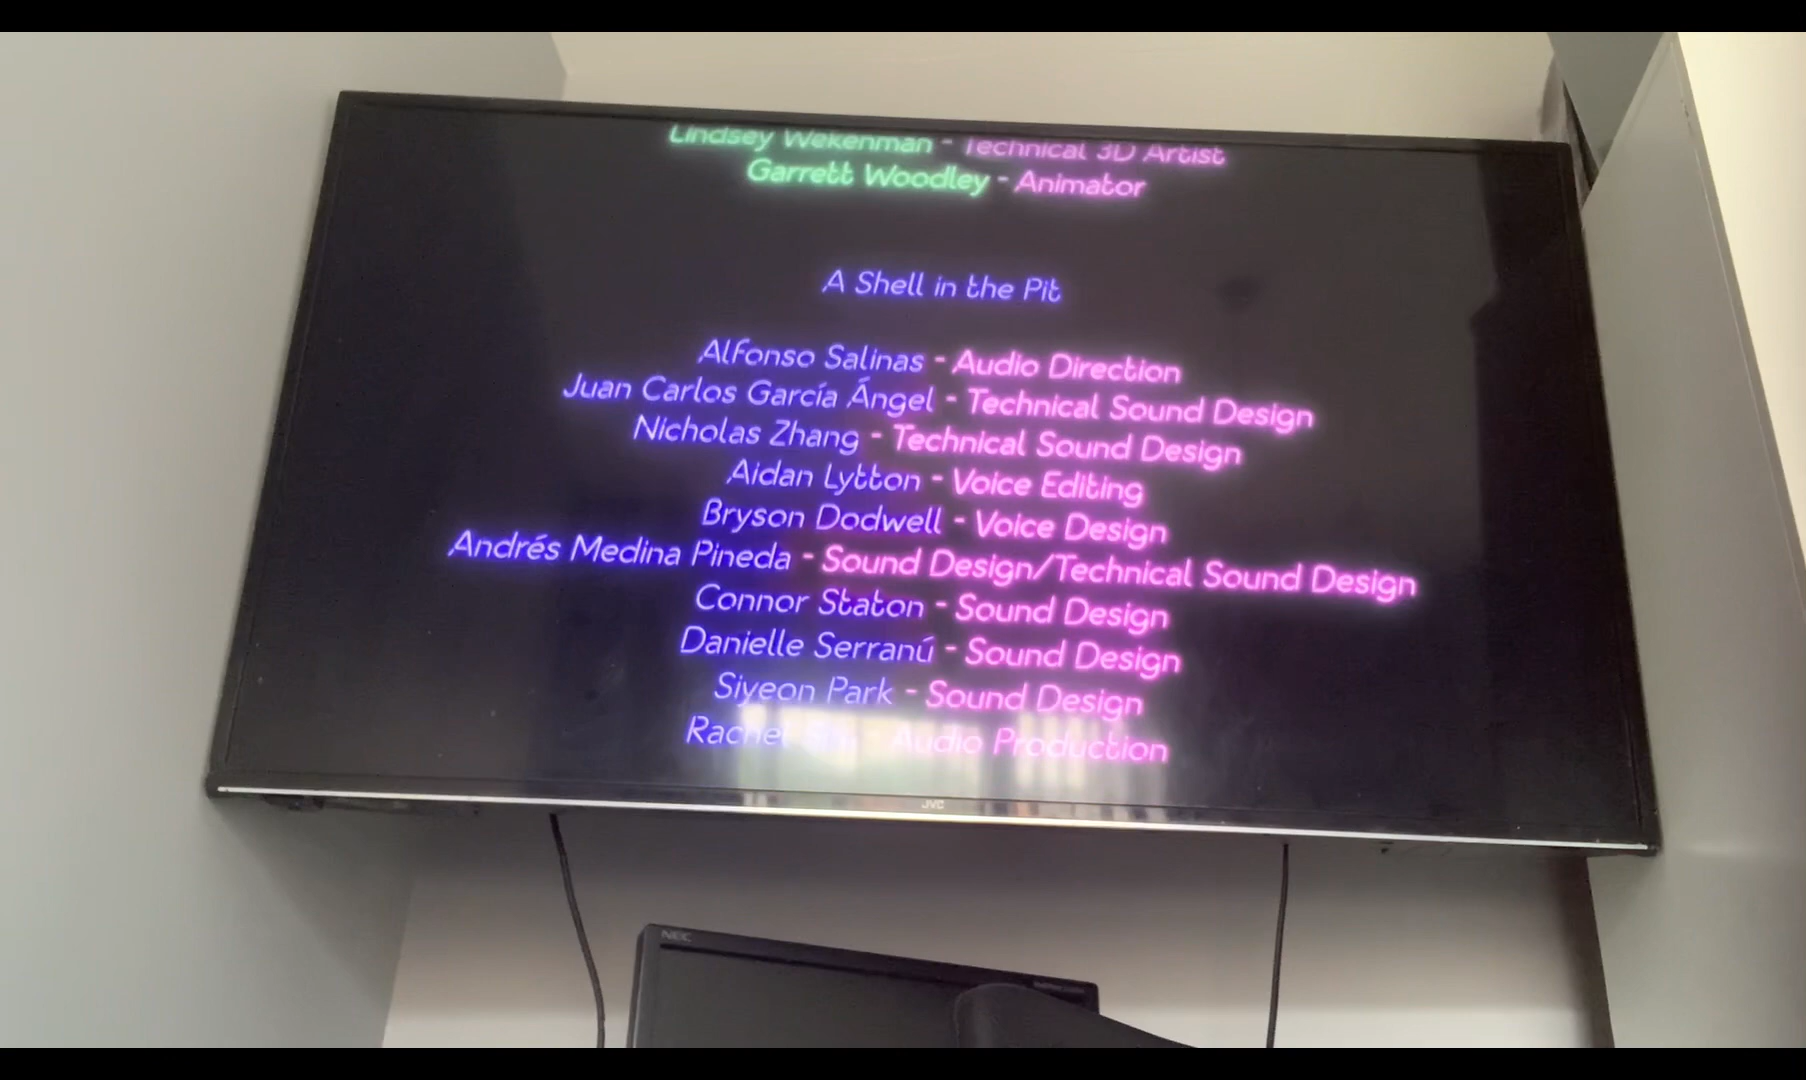 Lindsey Wekenman - Technical 3D Artist
Garrett Woodley - Animator
A Shell in the Pit
Alfonso Salinas - Audio Direction
Juan Carlos García Ángel - Technical Sound Design
Nicholas Zhang - Technical Sound Design
Aidan Lytton - Voice Editing
Bryson Dodwell - Voice Design
Andrés Medina Pineda - Sound Design/Technical Sound Design
Connor Staton - Sound Design
Danielle Serranú - Sound Design
Siyeon Park - Sound Design
Rachel - Audio Production
JVC
NEC